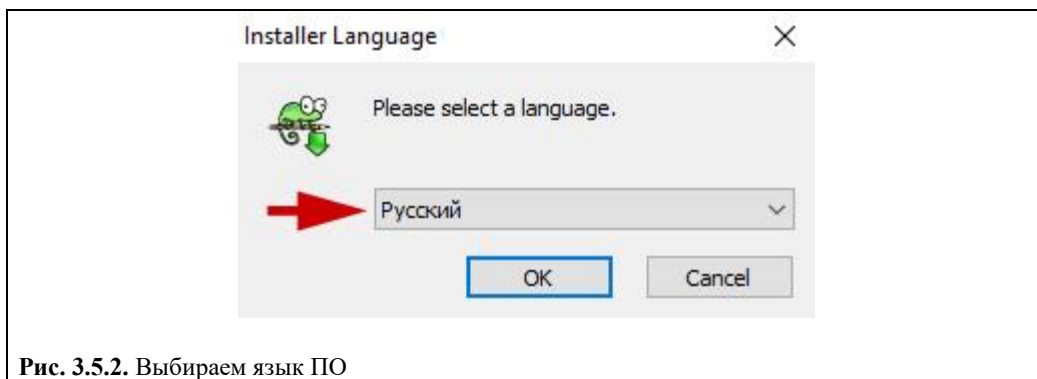 Installer Language
Please select a language.
Русский
OK
Cancel
Рис. 3.5.2. Выбираем язык ПО